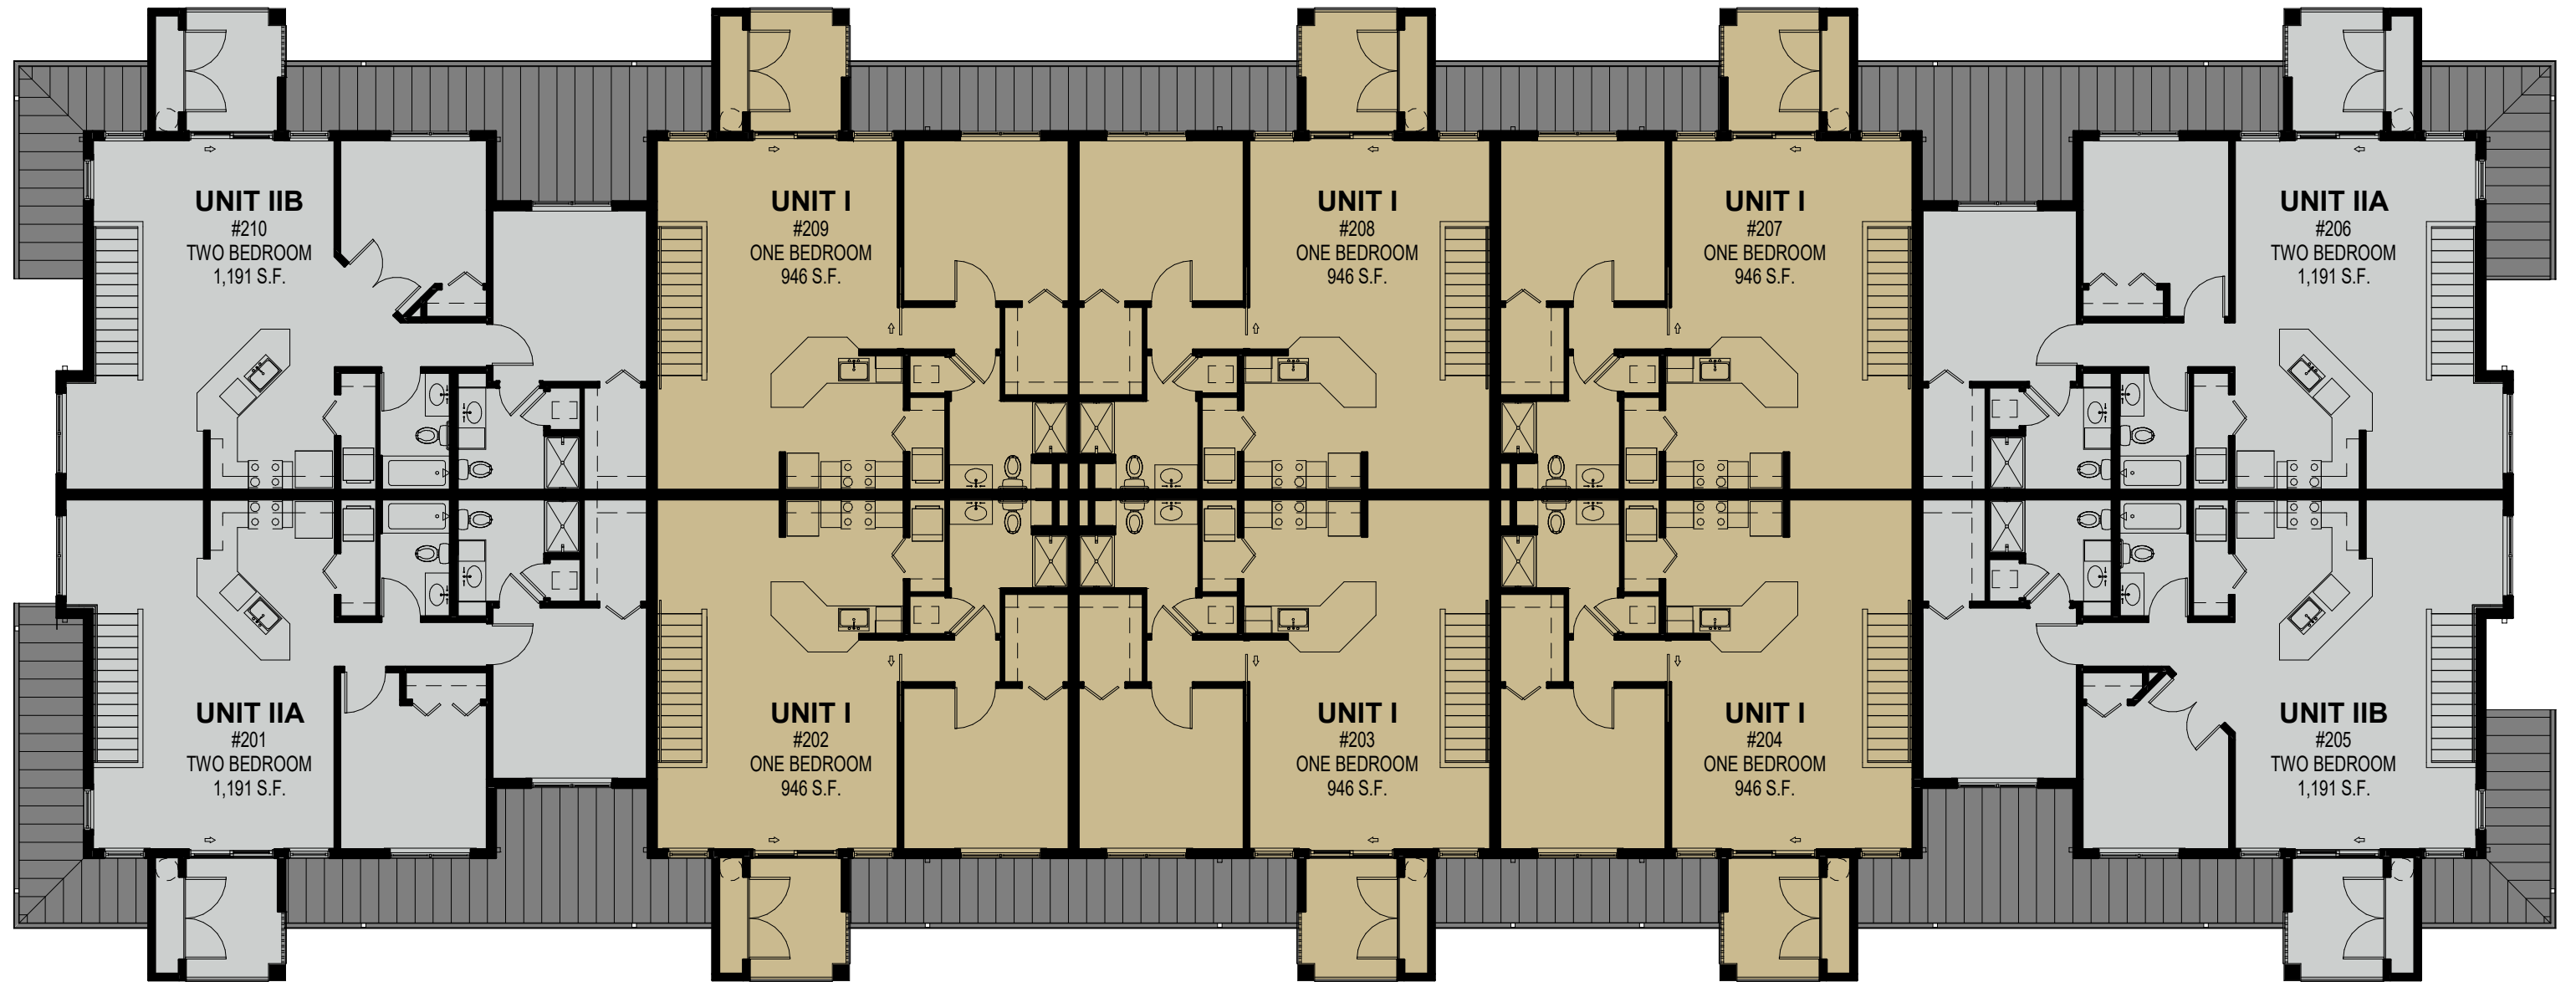 UNIT IIB
#210
TWO BEDROOM
1,191 S.F.
UNIT I
#209
ONE BEDROOM
946 S.F.
UNIT I
#208
ONE BEDROOM
946 S.F.
UNIT I
#207
ONE BEDROOM
946 S.F.
UNIT IIA
#206
TWO BEDROOM
1,191 S.F.
UNIT IIA
#201
TWO BEDROOM
1,191 S.F.
UNIT I
#202
ONE BEDROOM
946 S.F.
UNIT I
#203
ONE BEDROOM
946 S.F.
UNIT I
#204
ONE BEDROOM
946 S.F.
UNIT IIB
#205
TWO BEDROOM
1,191 S.F.